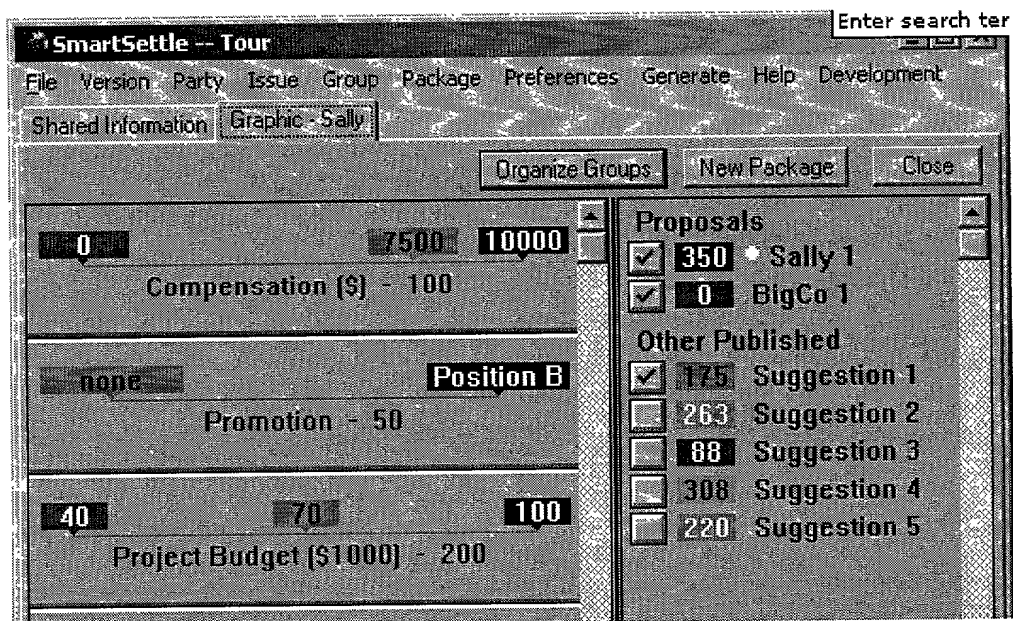 Enter search ter
SmartSettle -- Tour
File Version Party Issue Group Package Preferences Generate Help Development
Shared Information Graphic - Sally
Organize Groups New Package Close
0 7500 10000
Compensation ($) - 100
none Position B
Promotion - 50
40 70 100
Project Budget ($1000) - 200
Proposals
350 Sally 1
0 BigCo 1
Other Published
175 Suggestion 1
263 Suggestion 2
88 Suggestion 3
308 Suggestion 4
220 Suggestion 5